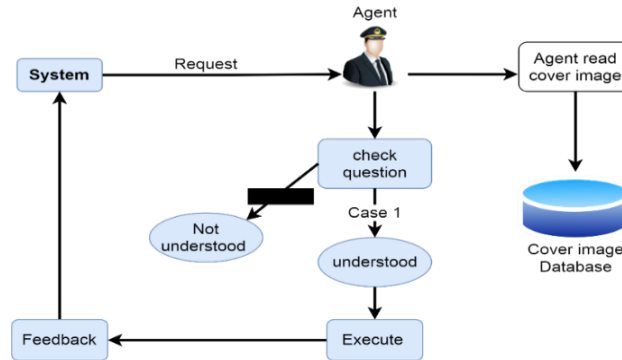 Agent
System
Request
Agent read
cover image
check
question
Case 1
Not
understood
understood
Cover image
Database
Feedback
Execute